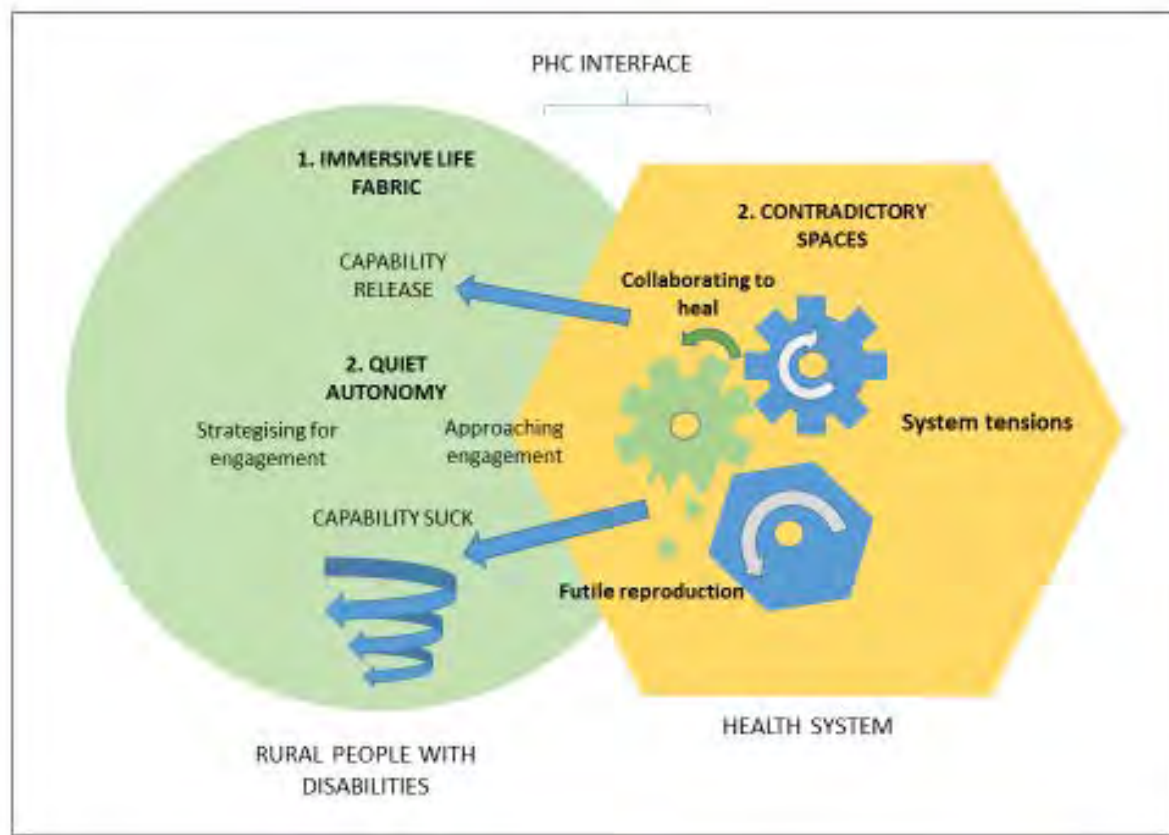 PHC INTERFACE
1. IMMERSIVE LIFE
FABRIC
2. CONTRADICTORY
SPACES
CAPABILITY
RELEASE
Collaborating to
heal
2. QUIET
AUTONOMY
Strategising for
engagement
Approaching
engagement
System tensions
CAPABILITY SUCK
Futile reproduction
HEALTH SYSTEM
RURAL PEOPLE WITH
DISABILITIES